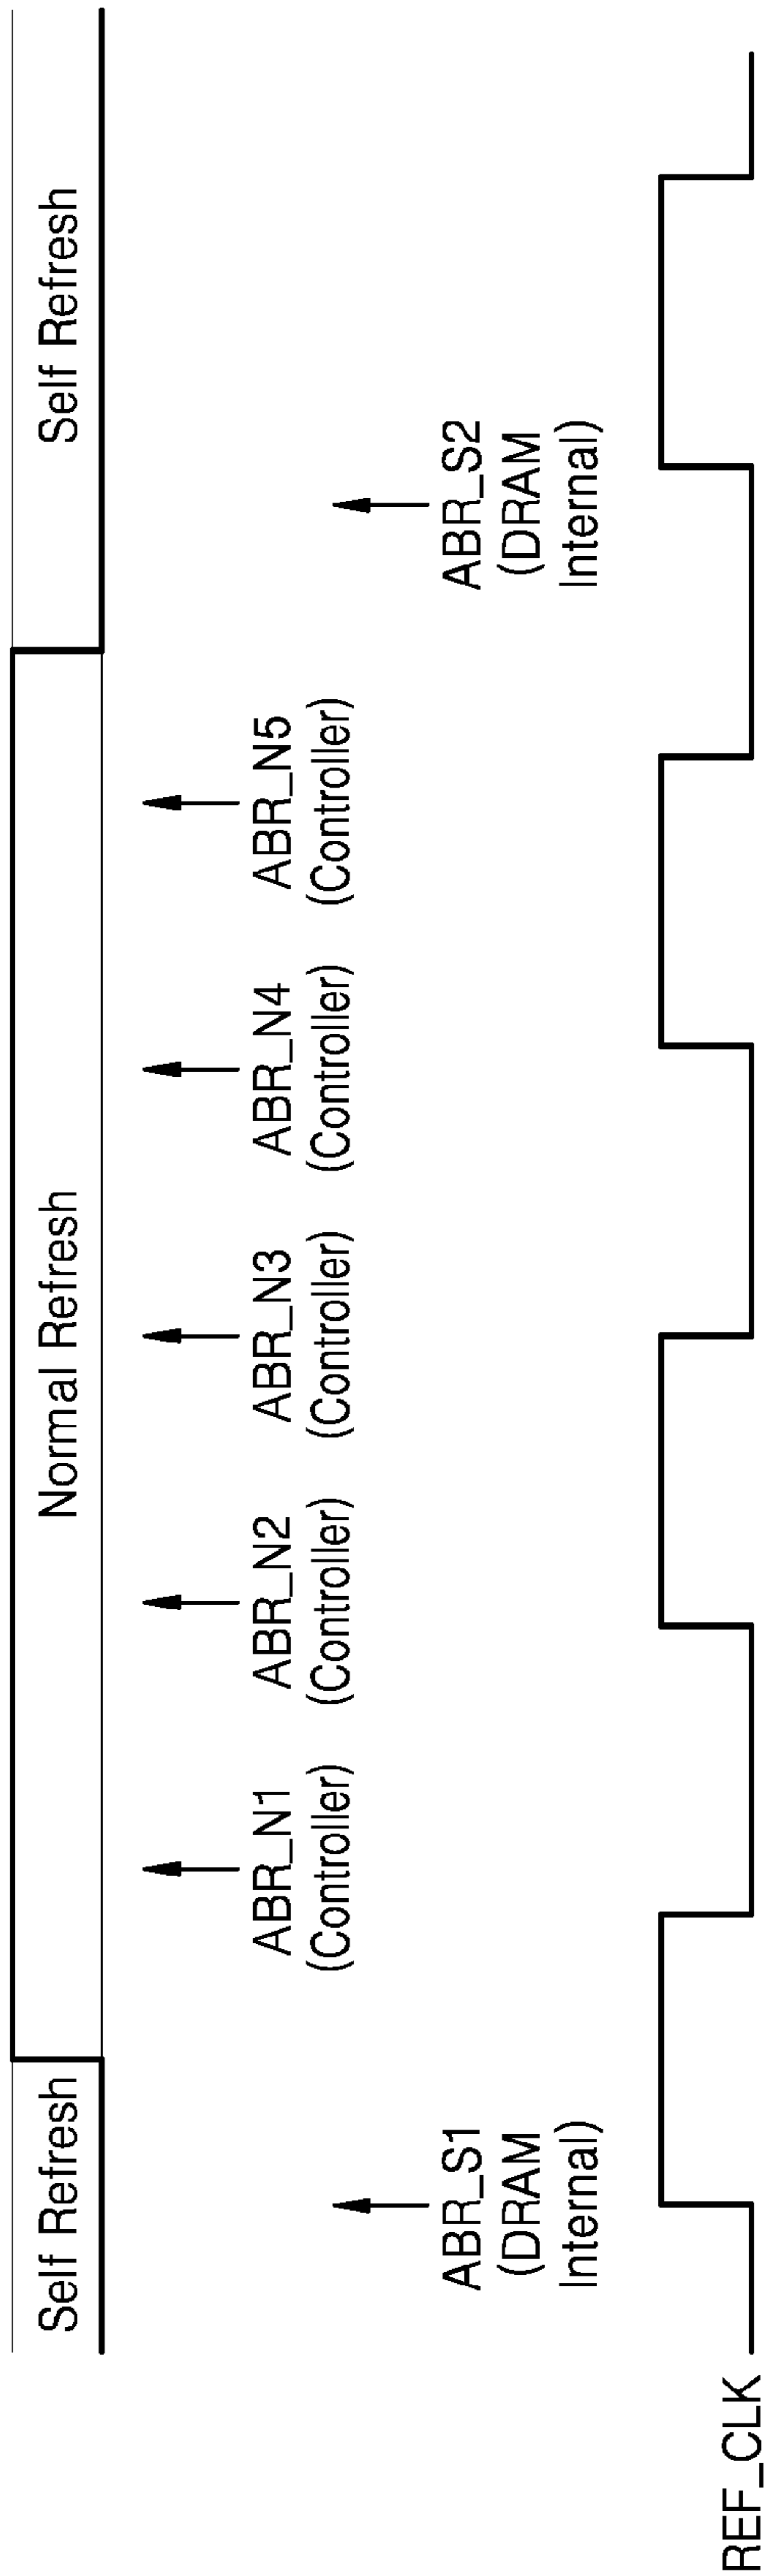 Self Refresh
Normal Refresh
Self Refresh
ABR_N1
(Controller)
ABR_N2
(Controller)
ABR_N3
(Controller)
ABR_N4
(Controller)
ABR_N5
(Controller)
ABR_S1
(DRAM
Internal)
ABR_S2
(DRAM
Internal)
REF_CLK